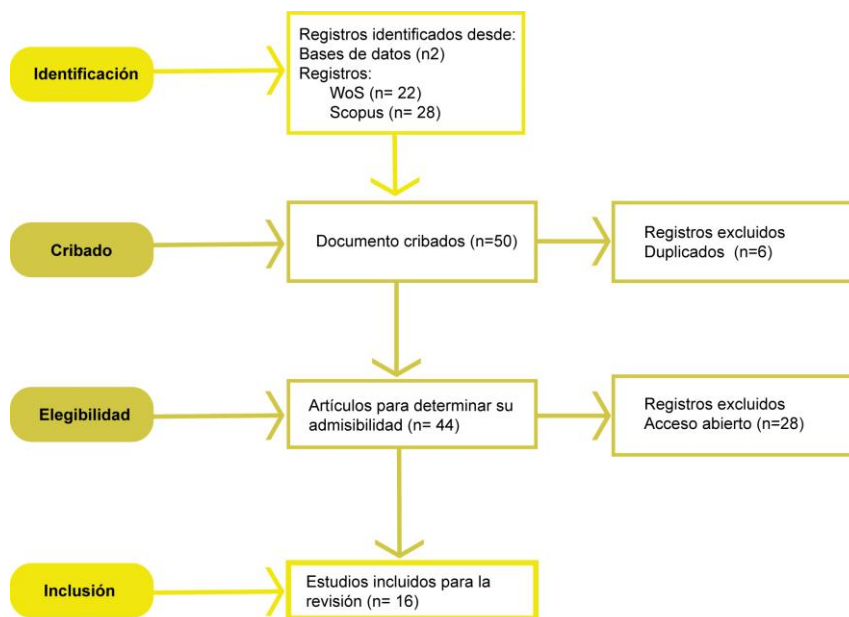 Identificación
Registros identificados desde:
Bases de datos (n2)
Registros:
WoS (n= 22)
Scopus (n= 28)
Cribado
Documento cribados (n=50)
Registros excluidos
Duplicados (n=6)
Elegibilidad
Artículos para determinar su
admisibilidad (n= 44)
Registros excluidos
Acceso abierto (n=28)
Inclusión
Estudios incluidos para la
revisión (n= 16)